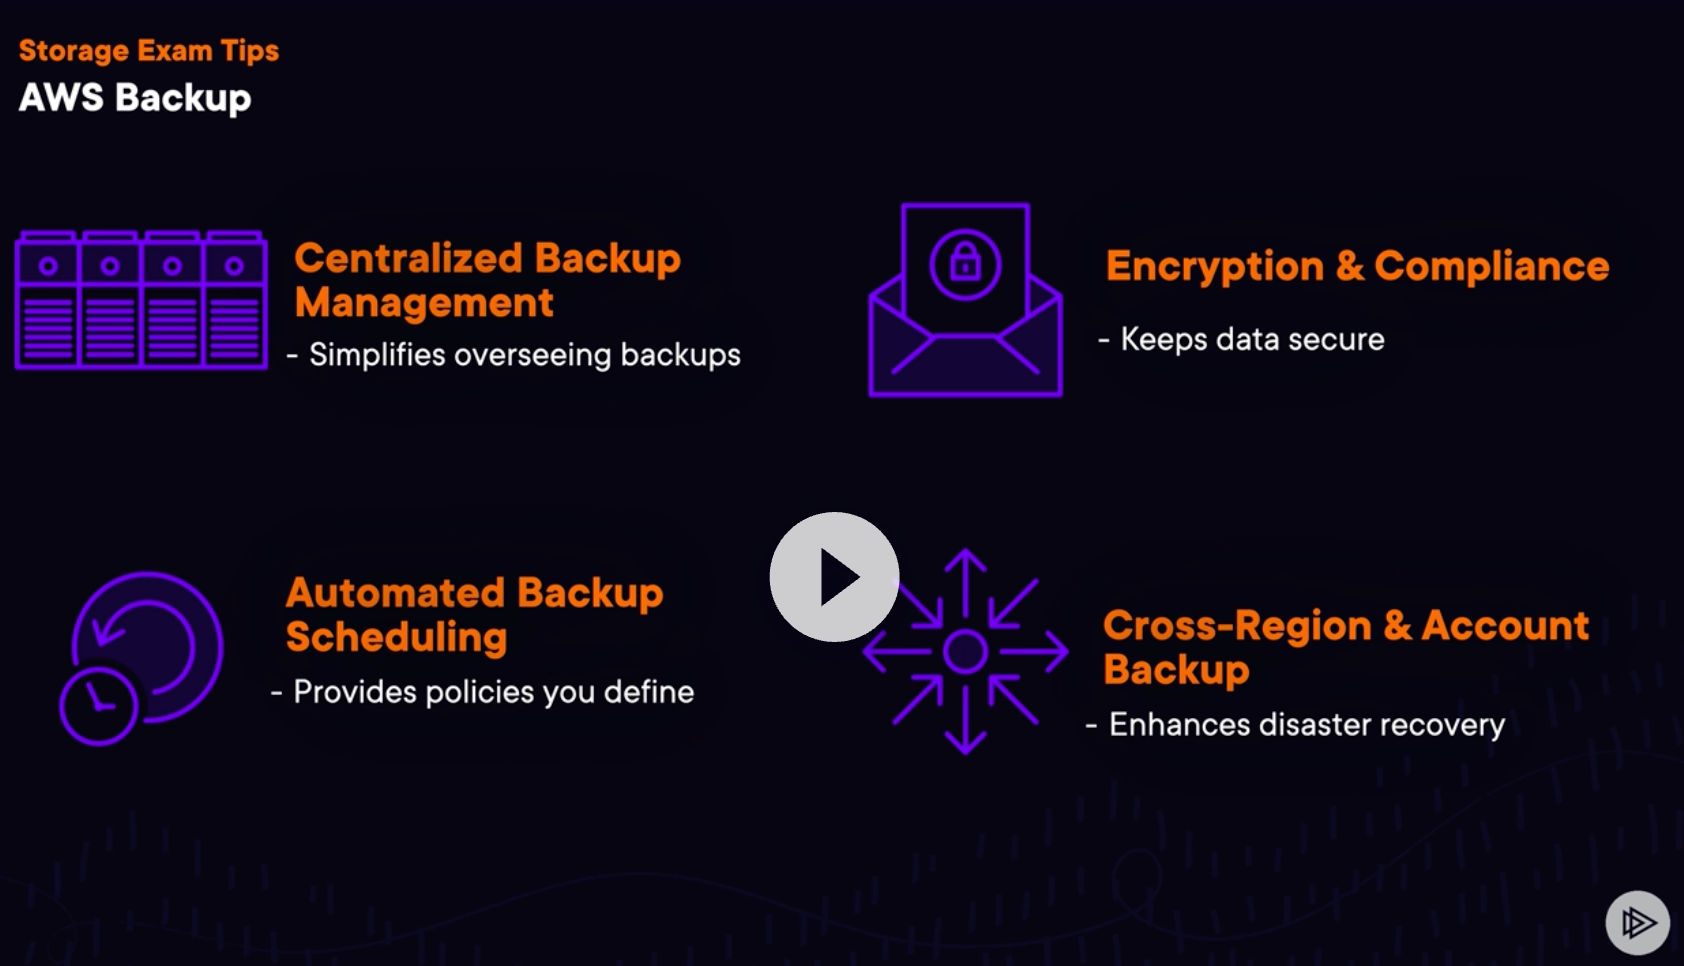 Storage Exam Tips
AWS Backup
Centralized Backup
Management
- Simplifies overseeing backups
Encryption & Compliance
- Keeps data secure
Automated Backup
Scheduling
- Provides policies you define
Cross-Region & Account
Backup
- Enhances disaster recovery